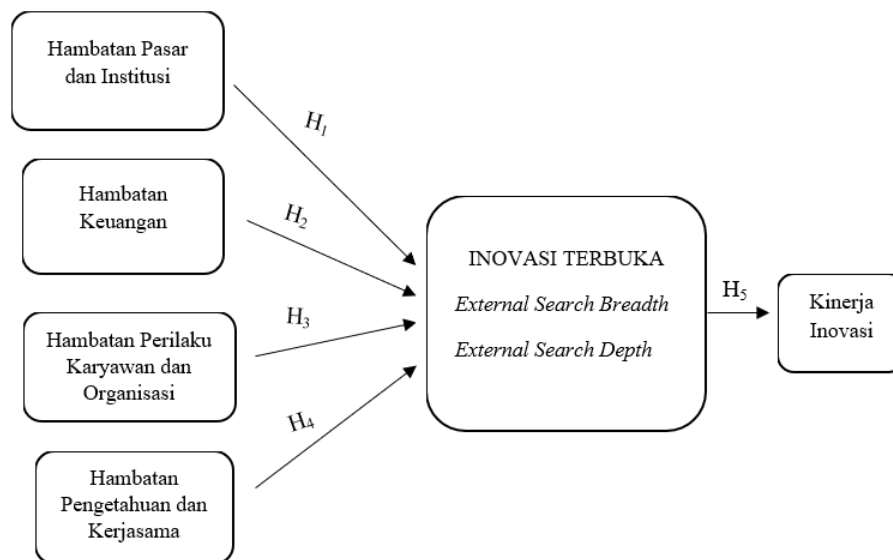 Hambatan Pasar
dan Institusi
H1
Hambatan
Keuangan
H2
Hambatan Perilaku
Karyawan dan
Organisasi
H3
Hambatan
Pengetahuan dan
Kerjasama
H4
INOVASI TERBUKA
External Search Breadth
External Search Depth
H5
Kinerja
Inovasi